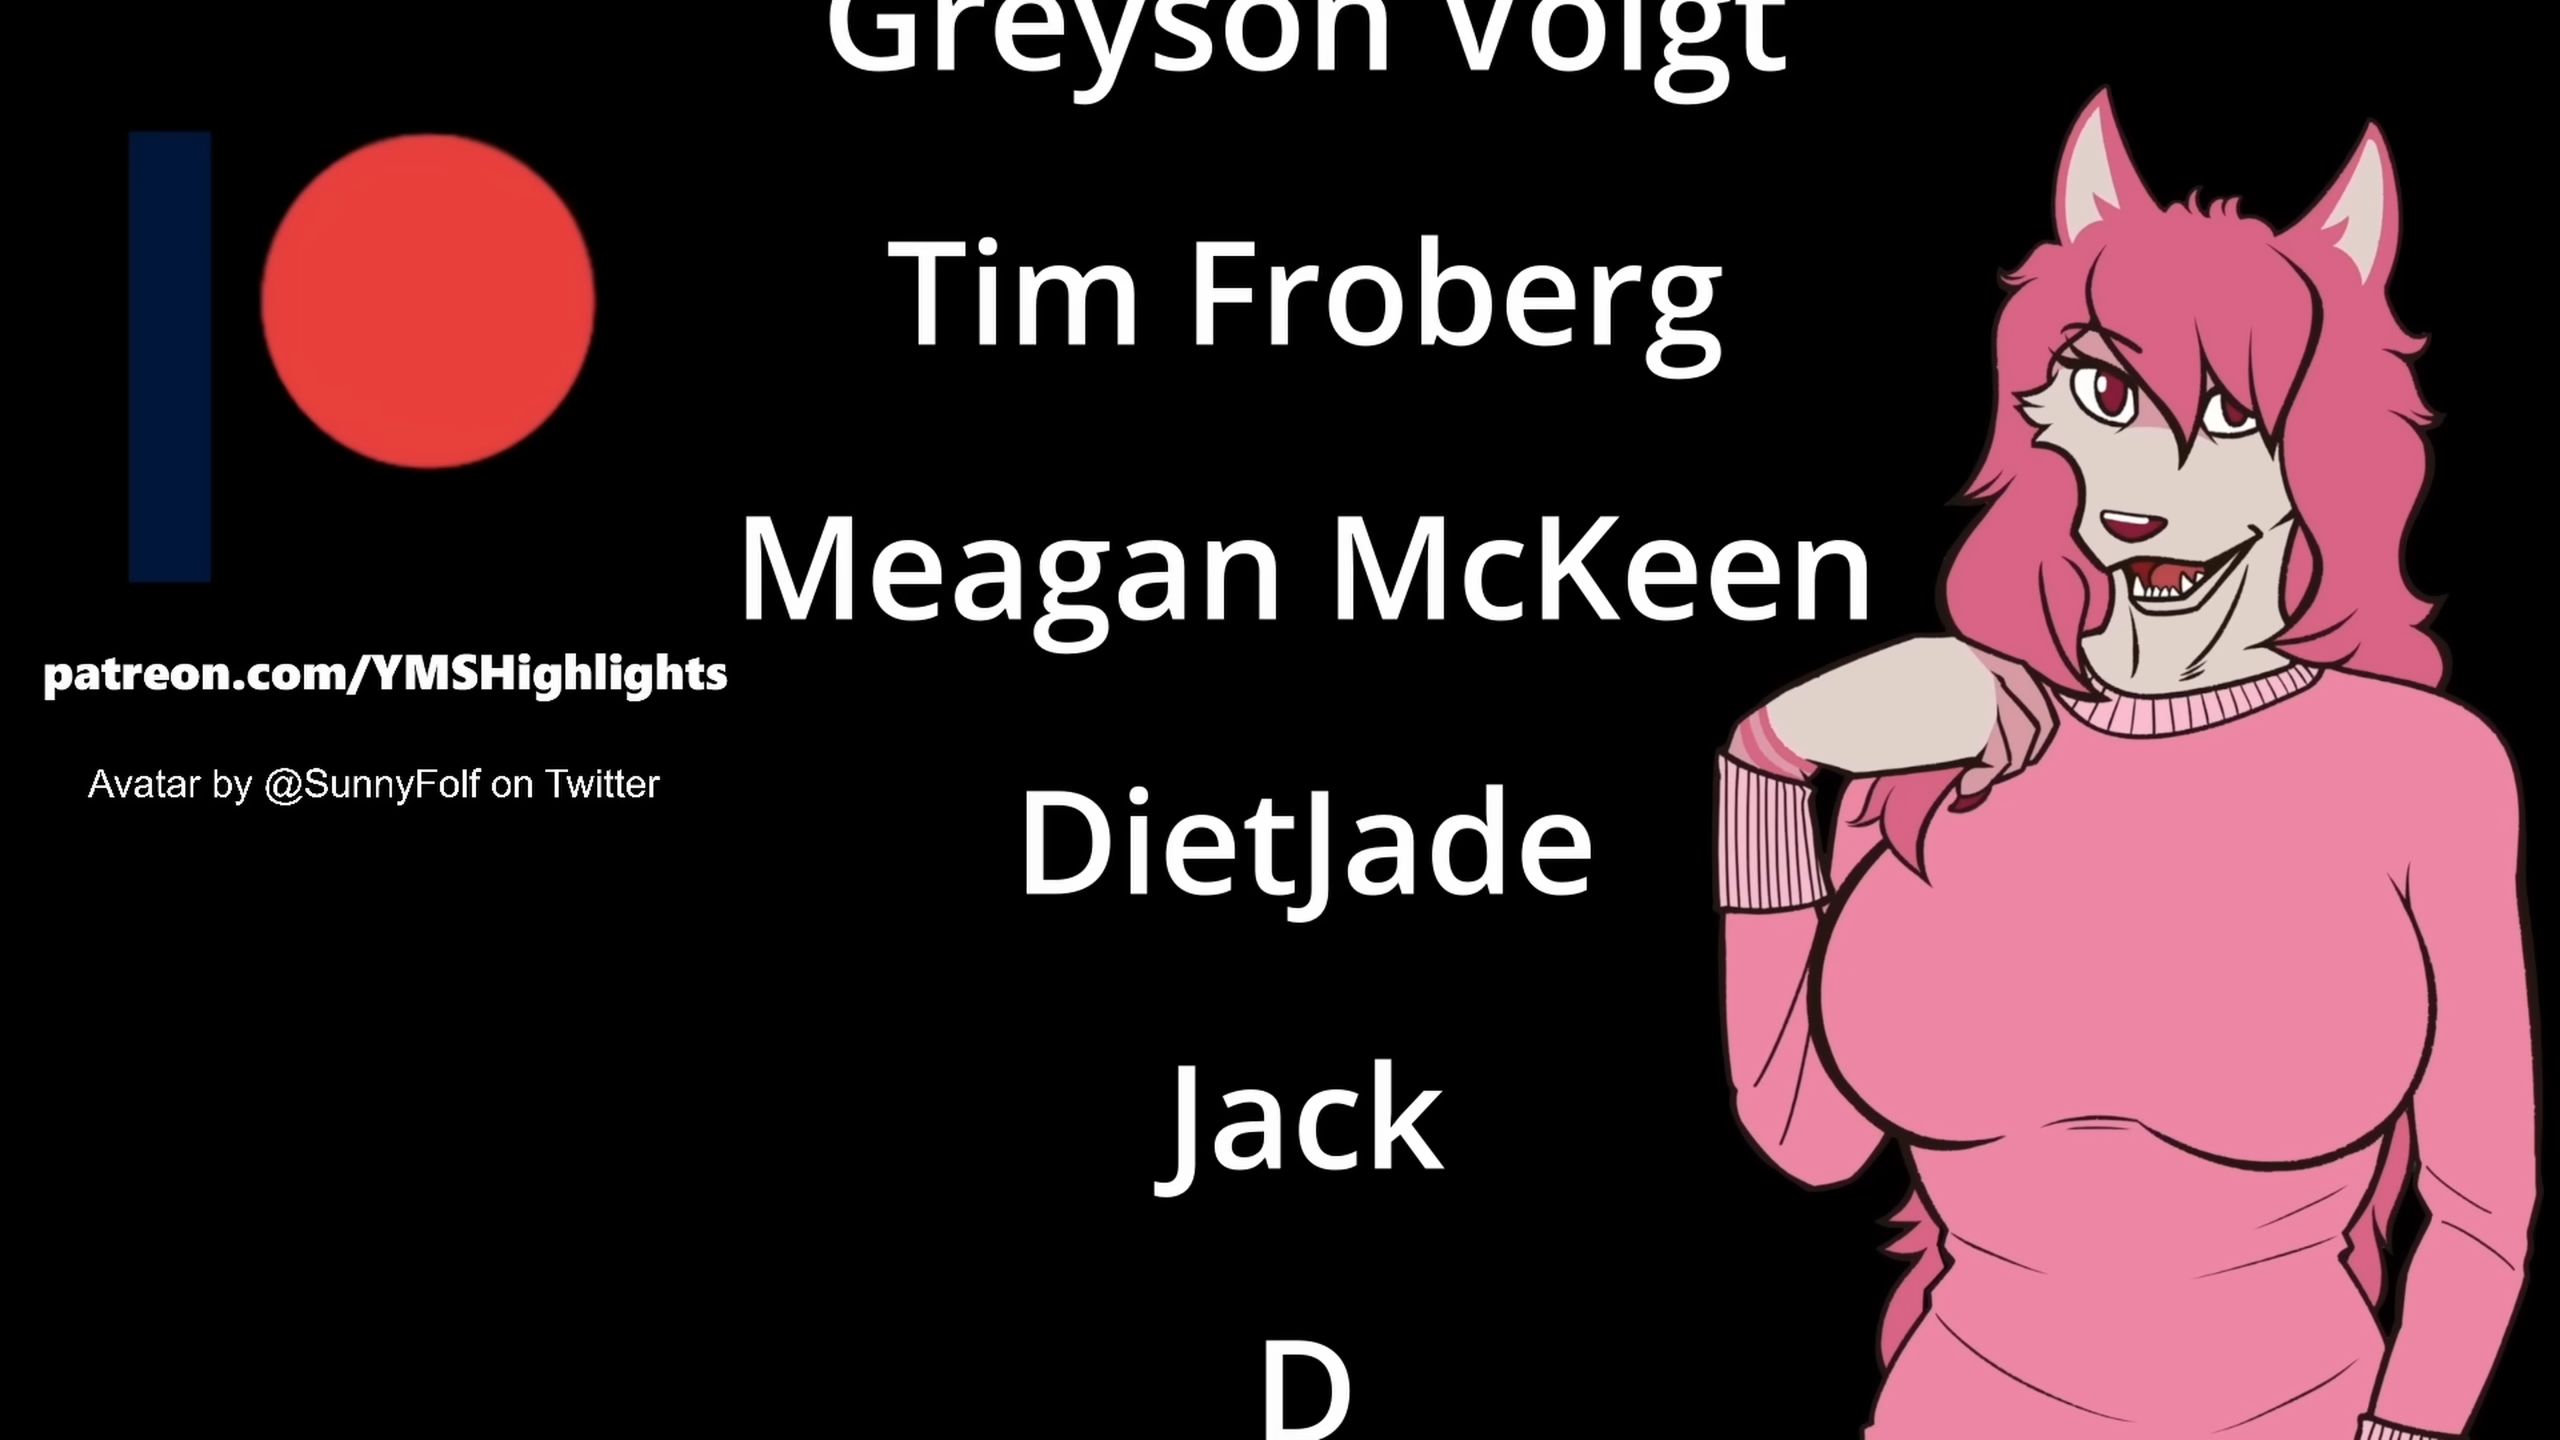 Greyson Voigt
Tim Froberg
Meagan McKeen
DietJade
Jack
D
patreon.com/YMSHighlights
Avatar by @SunnyFolf on Twitter